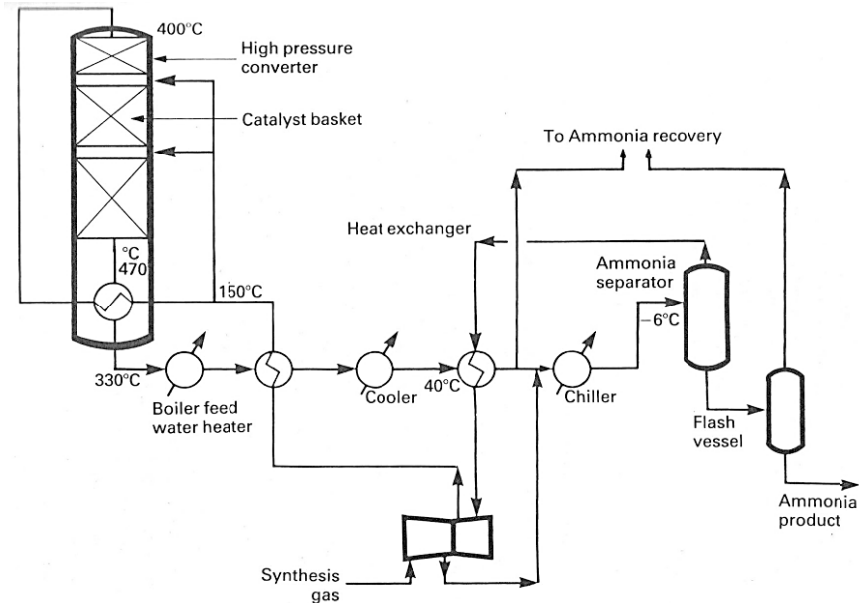 400°C
High pressure
converter
Catalyst basket
To Ammonia recovery
Heat exchanger
°C
470
Ammonia
separator
150°C
–6°C
330°C
Boiler feed
water heater
Cooler
40°C
Chiller
Flash
vessel
Ammonia
product
Synthesis
gas